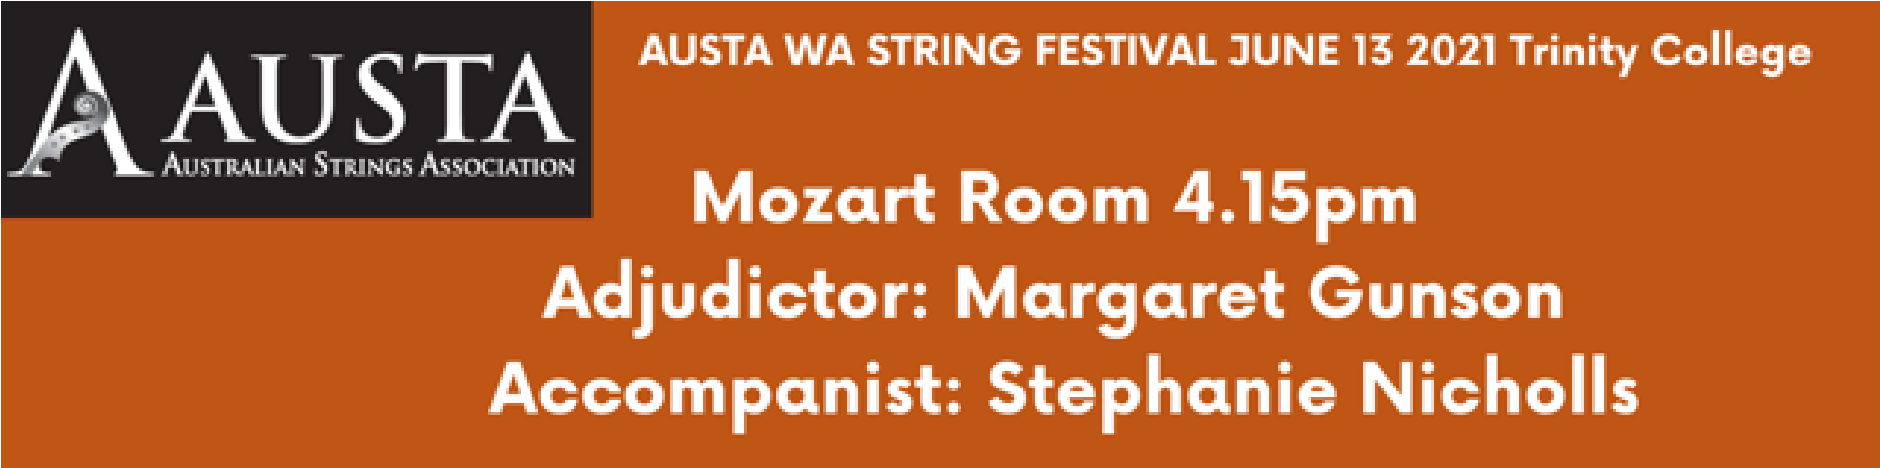 AUSTA
AUSTRALIAN STRINGS ASSOCIATION
AUSTA WA STRING FESTIVAL JUNE 13 2021 Trinity College
Mozart Room 4.15pm
Adjudictor: Margaret Gunson
Accompanist: Stephanie Nicholls